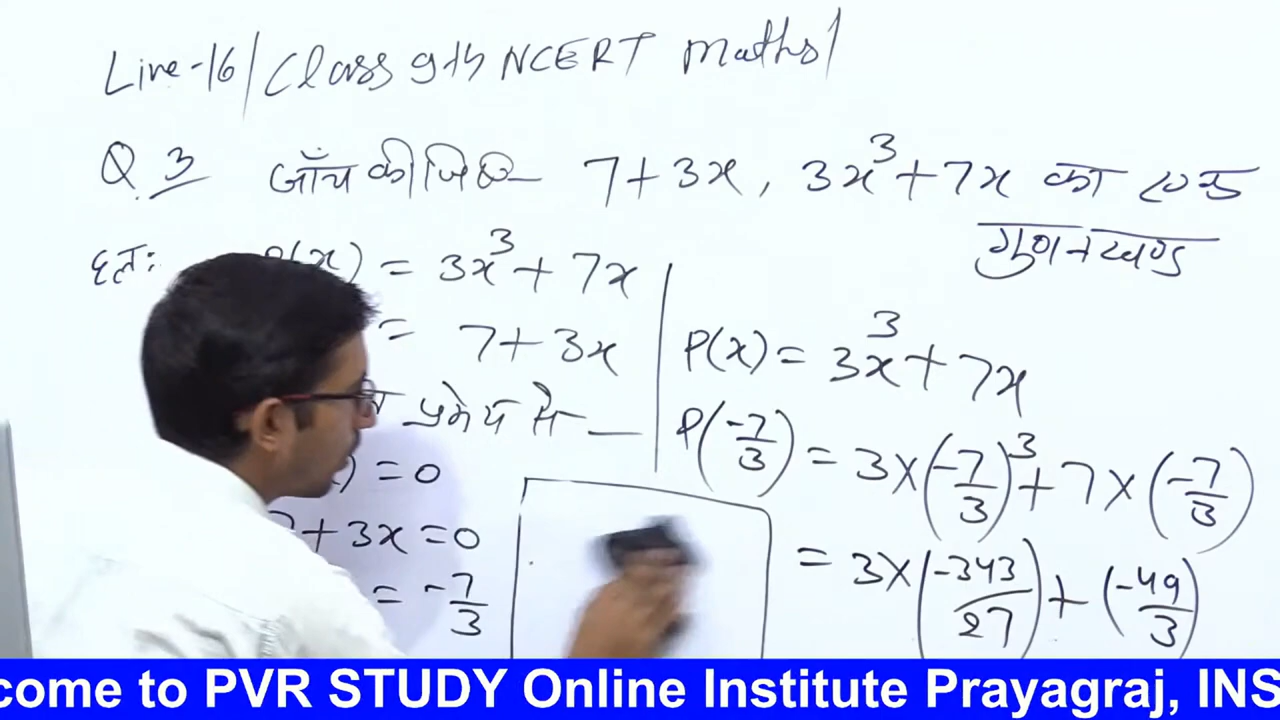 Live-16/Class 9th NCERT Maths/
Q.3 जाँच कीजिए 7+3x, 3x³+7x का एक
गुणनखण्ड
हल: P(x) = 3x³+7x
= 7+3x
प्रमेय से —
) = 0
7+3x = 0
= -7/3
P(x) = 3x³+7x
P(-7/3) = 3×(-7/3)³+7×(-7/3)
= 3×(-343/27)+(-49/3)
come to PVR STUDY Online Institute Prayagraj, INS